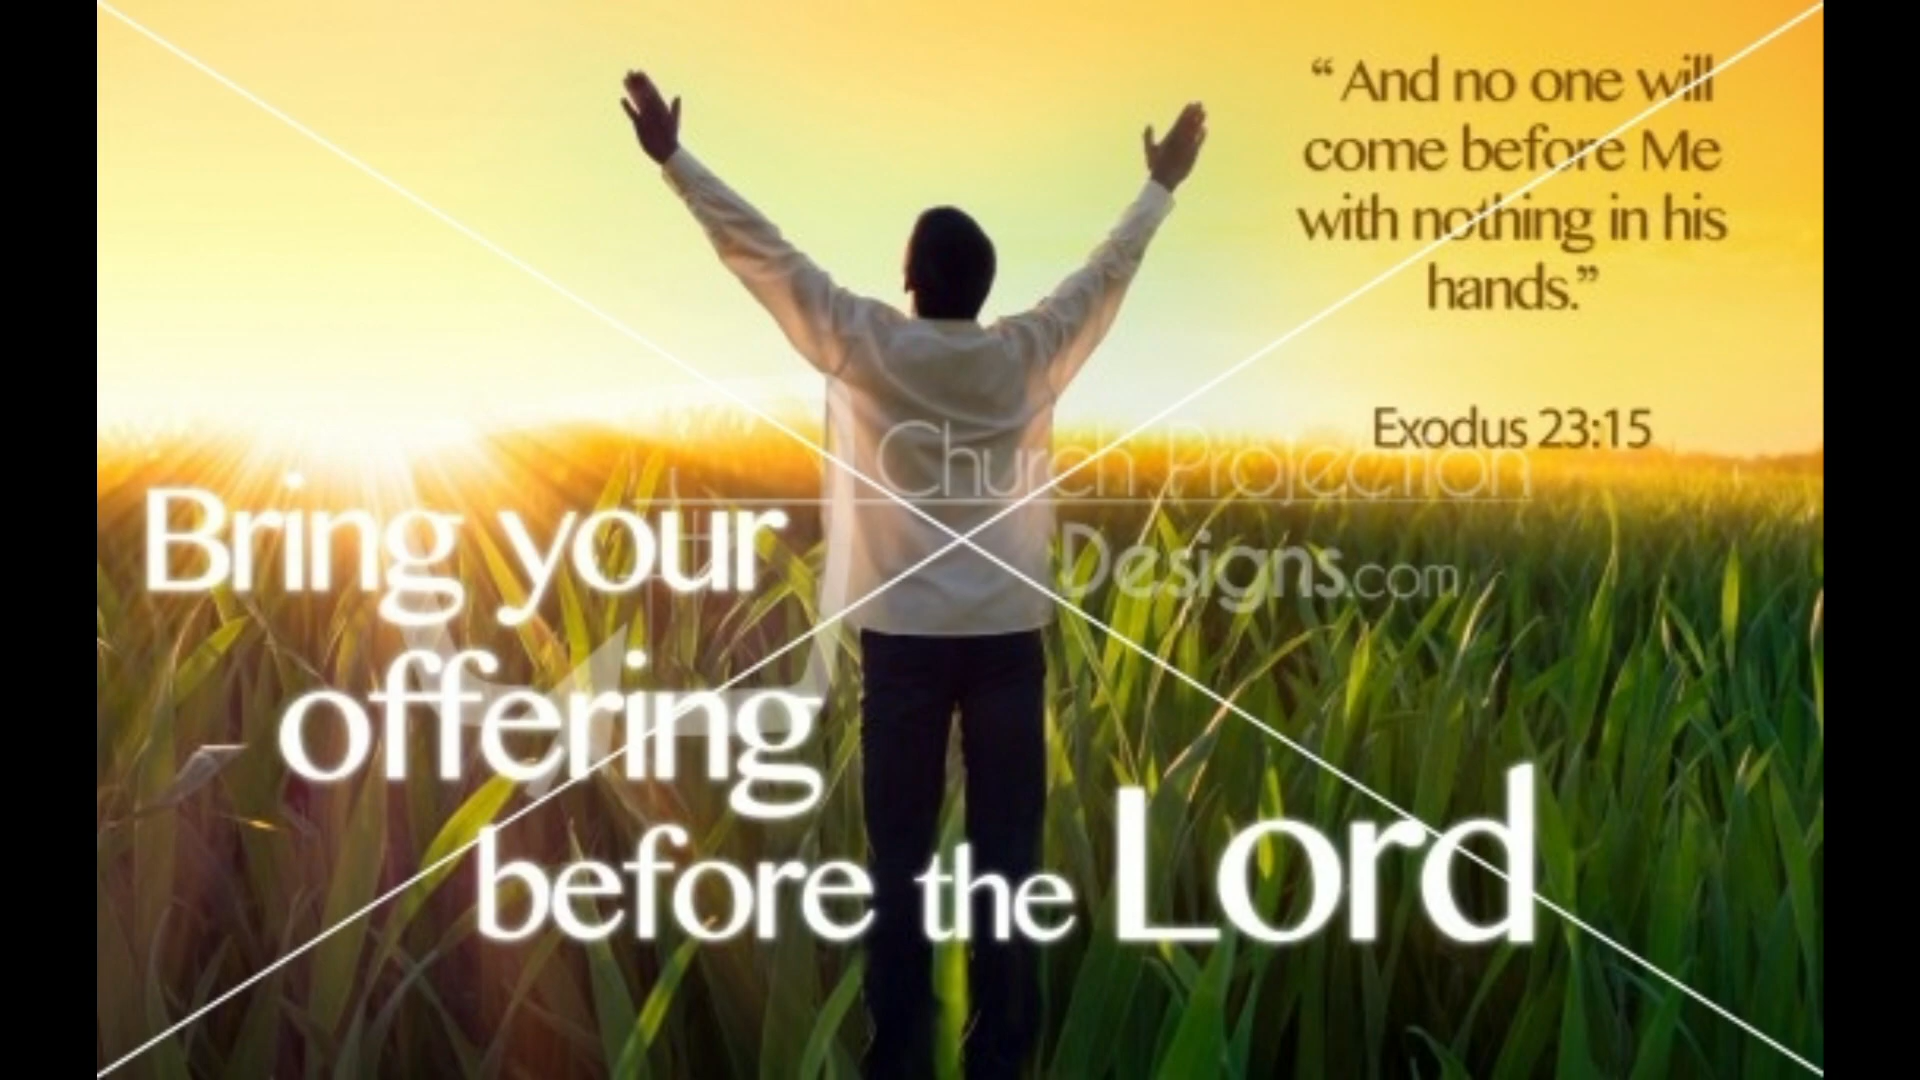 “ And no one will
come before Me
with nothing in his
hands.”
Exodus 23:15
Church Projection
Designs.com
Bring your
offering
before the Lord